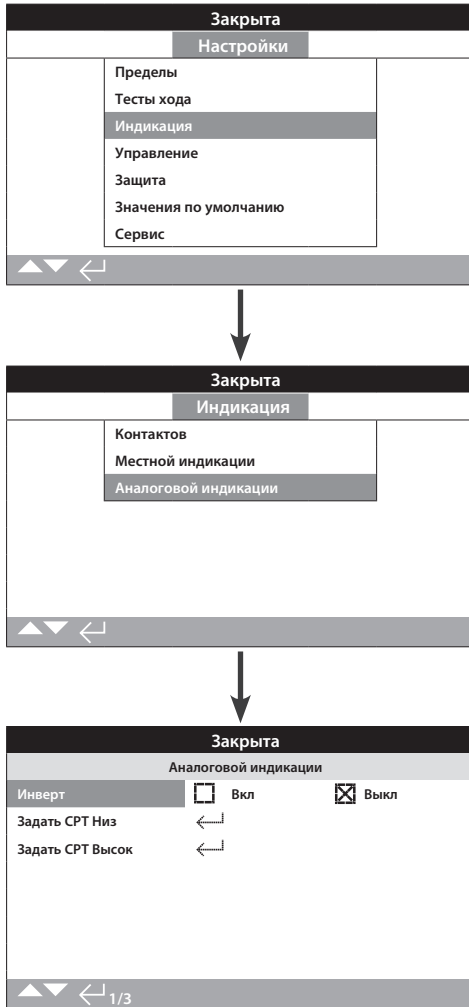 Закрыта
Настройки
Пределы
Тесты хода
Индикация
Управление
Защита
Значения по умолчанию
Сервис
Закрыта
Индикация
Контактов
Местной индикации
Аналоговой индикации
Закрыта
Аналоговой индикации
Инверт Вкл Выкл
Задать CPT Низ
Задать CPT Высок
1/3